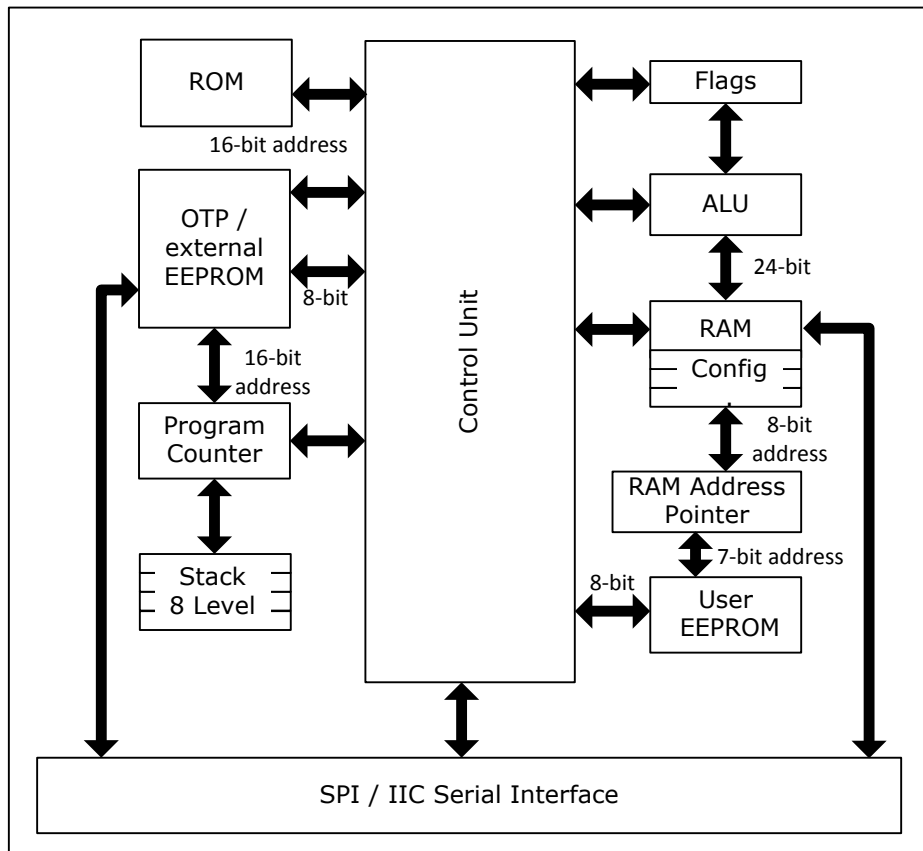 ROM
16-bit address
OTP /
external
EEPROM
8-bit
16-bit
address
Program
Counter
Stack
8 Level
Control Unit
Flags
ALU
24-bit
RAM
Config
8-bit
address
RAM Address
Pointer
7-bit address
8-bit
User
EEPROM
SPI / IIC Serial Interface